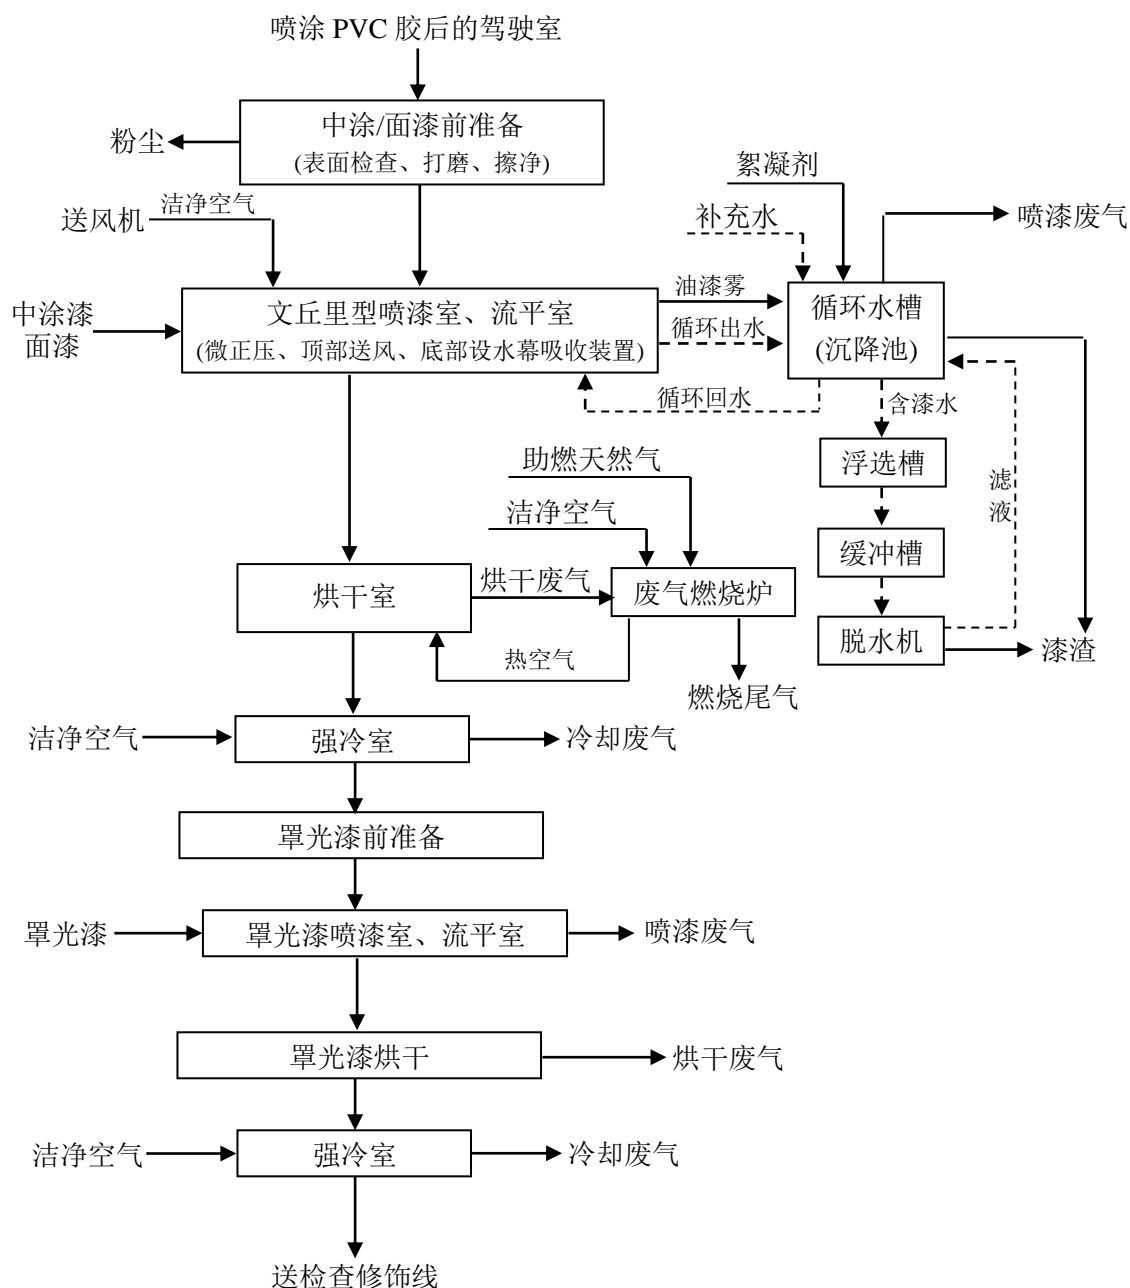 喷涂 PVC 胶后的驾驶室
中涂/面漆前准备
(表面检查、打磨、擦净)
粉尘
送风机
洁净空气
絮凝剂
补充水
喷漆废气
中涂漆
面漆
文丘里型喷漆室、流平室
(微正压、顶部送风、底部设水幕吸收装置)
油漆雾
循环出水
循环水槽
(沉降池)
循环回水
含漆水
浮选槽
滤
液
助燃天然气
洁净空气
缓冲槽
烘干室
烘干废气
废气燃烧炉
脱水机
漆渣
热空气
燃烧尾气
洁净空气
强冷室
冷却废气
罩光漆前准备
罩光漆
罩光漆喷漆室、流平室
喷漆废气
罩光漆烘干
烘干废气
洁净空气
强冷室
冷却废气
送检查修饰线